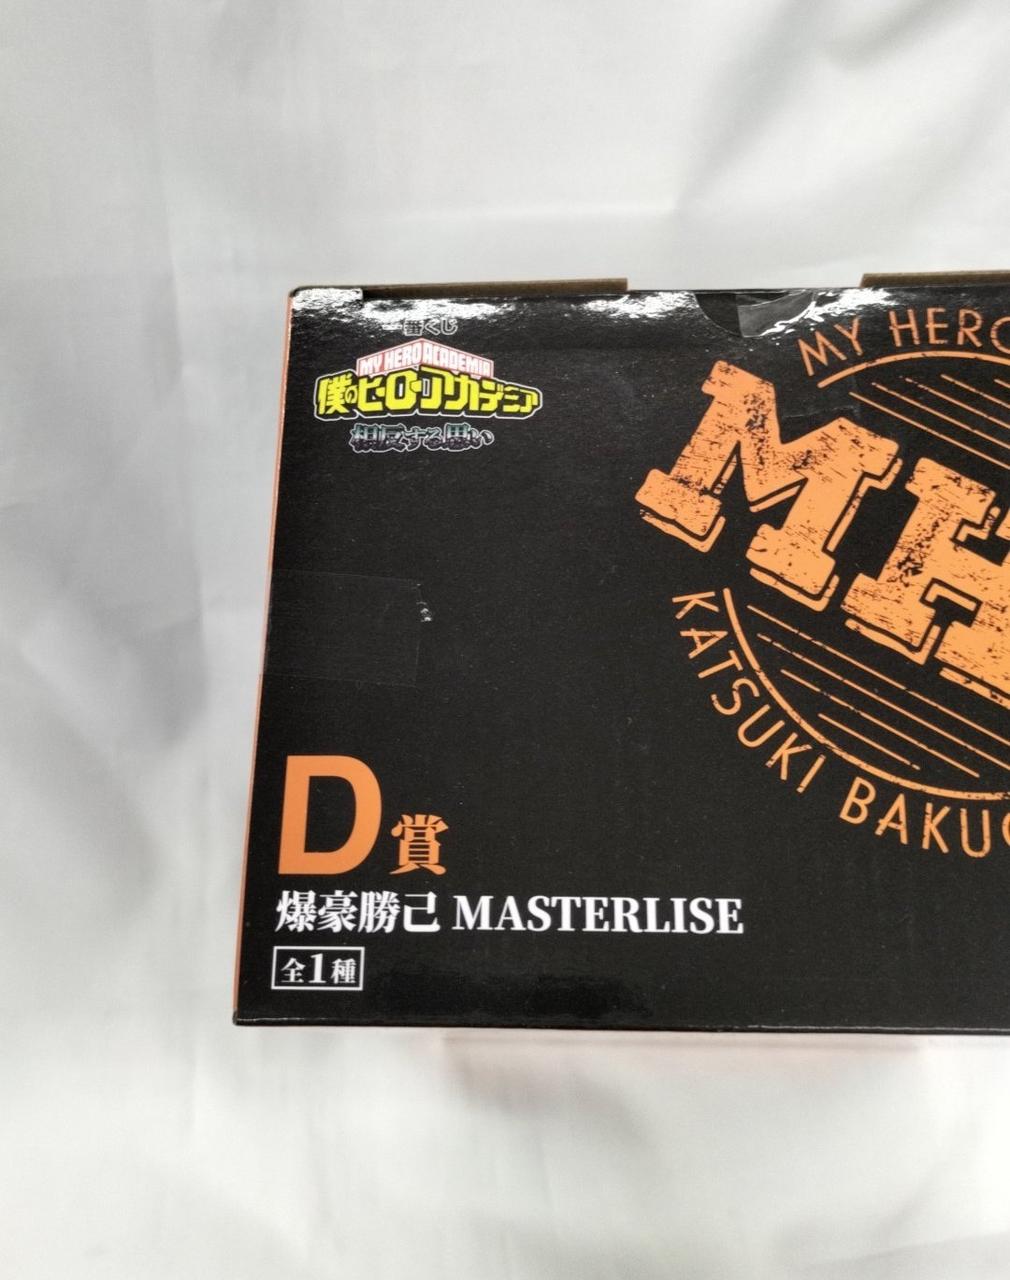 一番くじ
MY HERO ACADEMIA
僕のヒーローアカデミア
相反する思い
MY HERO
MH
KATSUKI BAKUG
D賞
爆豪勝己 MASTERLISE
全1種